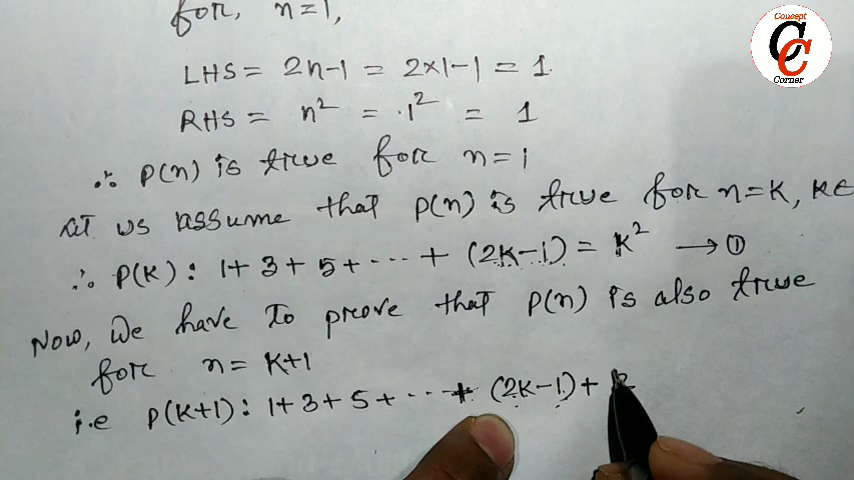 for, n=1,
LHS = 2n-1 = 2×1-1 = 1
RHS = n² = 1² = 1
∴ P(n) is true for n=1
Let us assume that P(n) is true for n=K, KE
∴ P(K): 1+3+5+ ... + (2K-1) = K² → ①
Now, We have to prove that P(n) is also true
for n = K+1
i.e P(K+1): 1+3+5+ ... + (2K-1)+
Concept
CC
Corner